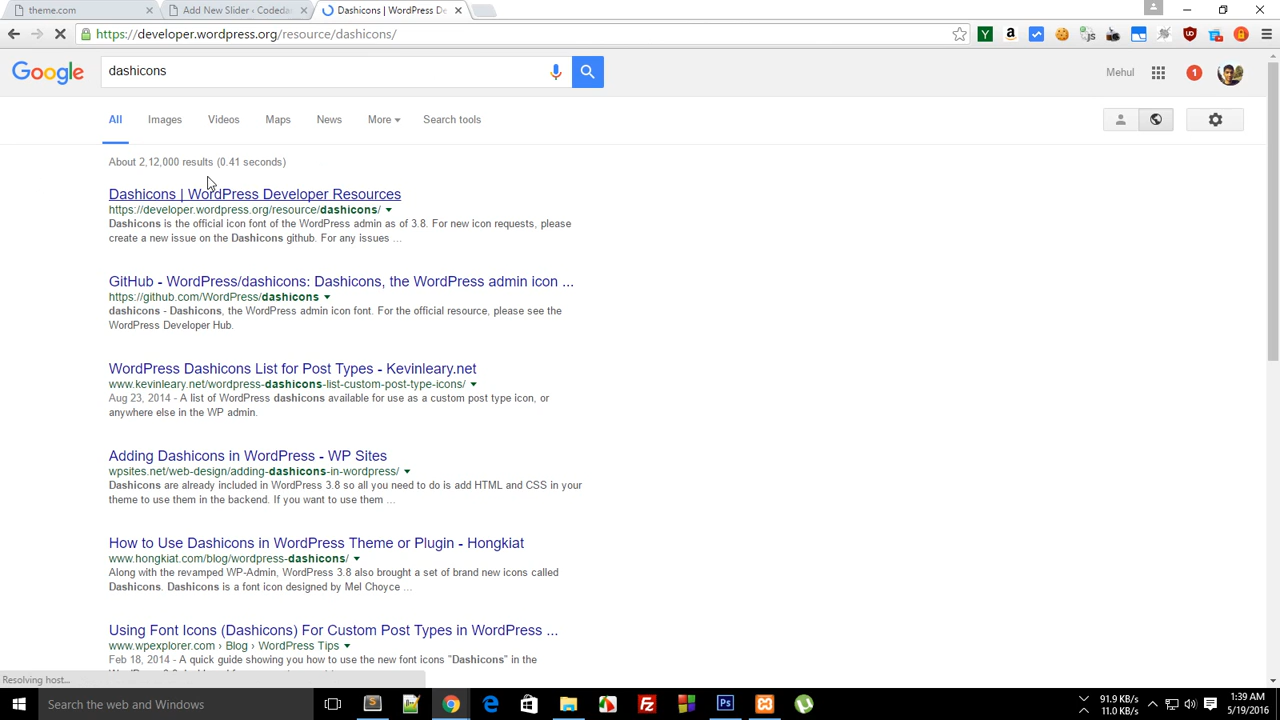 theme.com
Add New Slider ‹ Codeda
Dashicons | WordPress De
https://developer.wordpress.org/resource/dashicons/
Google
dashicons
Mehul
1
All
Images
Videos
Maps
News
More
Search tools
About 2,12,000 results (0.41 seconds)
Dashicons | WordPress Developer Resources
https://developer.wordpress.org/resource/dashicons/
Dashicons is the official icon font of the WordPress admin as of 3.8. For new icon requests, please
create a new issue on the Dashicons github. For any issues ...
GitHub - WordPress/dashicons: Dashicons, the WordPress admin icon ...
https://github.com/WordPress/dashicons
dashicons - Dashicons, the WordPress admin icon font. For the official resource, please see the
WordPress Developer Hub.
WordPress Dashicons List for Post Types - Kevinleary.net
www.kevinleary.net/wordpress-dashicons-list-custom-post-type-icons/
Aug 23, 2014 - A list of WordPress dashicons available for use as a custom post type icon, or
anywhere else in the WP admin.
Adding Dashicons in WordPress - WP Sites
wpsites.net/web-design/adding-dashicons-in-wordpress/
Dashicons are already included in WordPress 3.8 so all you need to do is add HTML and CSS in your
theme to use them in the backend. If you want to use them ...
How to Use Dashicons in WordPress Theme or Plugin - Hongkiat
www.hongkiat.com/blog/wordpress-dashicons/
Along with the revamped WP-Admin, WordPress 3.8 also brought a set of brand new icons called
Dashicons. Dashicons is a font icon designed by Mel Choyce ...
Using Font Icons (Dashicons) For Custom Post Types in WordPress ...
www.wpexplorer.com › Blog › WordPress Tips
Feb 18, 2014 - A quick guide showing you how to use the new font icons "Dashicons" in the
Resolving host...
Search the web and Windows
91.9 KB/s
11.0 KB/s
1:39 AM
5/19/2016